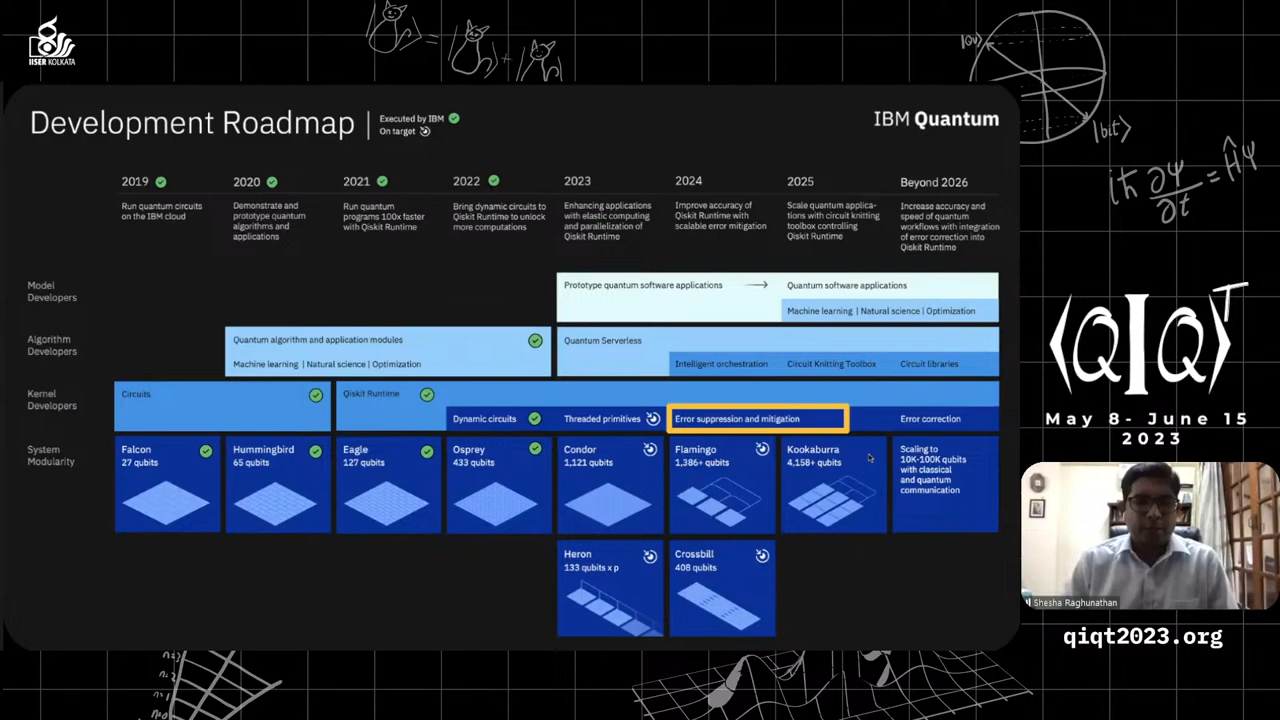 IISER KOLKATA
Development Roadmap
Executed by IBM
On target
IBM Quantum
2019
Run quantum circuits
on the IBM cloud
2020
Demonstrate and
prototype quantum
algorithms and
applications
2021
Run quantum
programs 100x faster
with Qiskit Runtime
2022
Bring dynamic circuits to
Qiskit Runtime to unlock
more computations
2023
Enhancing applications
with elastic computing
and parallelization of
Qiskit Runtime
2024
Improve accuracy of
Qiskit Runtime with
scalable error mitigation
2025
Scale quantum applica-
tions with circuit knitting
toolbox controlling
Qiskit Runtime
Beyond 2026
Increase accuracy and
speed of quantum
workflows with integration
of error correction into
Qiskit Runtime
Model
Developers
Prototype quantum software applications →
Quantum software applications
Machine learning | Natural science | Optimization
Algorithm
Developers
Quantum algorithm and application modules
Machine learning | Natural science | Optimization
Quantum Serverless
Intelligent orchestration
Circuit Knitting Toolbox
Circuit libraries
Kernel
Developers
Circuits
Qiskit Runtime
Dynamic circuits
Threaded primitives
Error suppression and mitigation
Error correction
System
Modularity
Falcon
27 qubits
Hummingbird
65 qubits
Eagle
127 qubits
Osprey
433 qubits
Condor
1,121 qubits
Flamingo
1,386+ qubits
Kookaburra
4,158+ qubits
Scaling to
10K-100K qubits
with classical
and quantum
communication
Heron
133 qubits x p
Crossbill
408 qubits
iħ ∂ψ/∂t = Ĥψ
⟨QIQ⟩T
May 8- June 15
2023
Shesha Raghunathan
qiqt2023.org
n=2
n=1
n=0